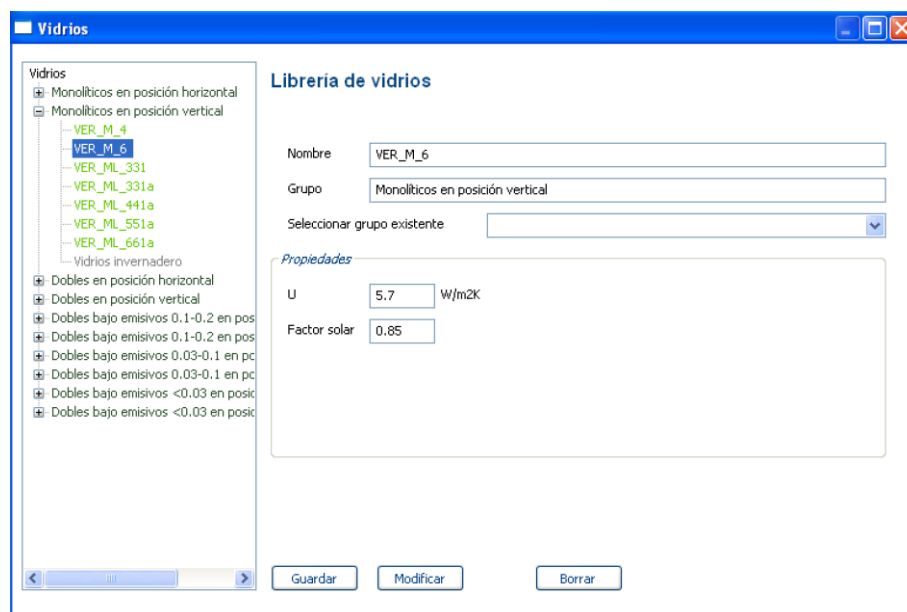 Vidrios
Vidrios
Monolíticos en posición horizontal
Monolíticos en posición vertical
VER_M_4
VER_M_6
VER_ML_331
VER_ML_331a
VER_ML_441a
VER_ML_551a
VER_ML_661a
Vidrios invernadero
Dobles en posición horizontal
Dobles en posición vertical
Dobles bajo emisivos 0.1-0.2 en pos
Dobles bajo emisivos 0.1-0.2 en pos
Dobles bajo emisivos 0.03-0.1 en pc
Dobles bajo emisivos 0.03-0.1 en pc
Dobles bajo emisivos <0.03 en posic
Dobles bajo emisivos <0.03 en posic
Librería de vidrios
Nombre VER_M_6
Grupo Monolíticos en posición vertical
Seleccionar grupo existente
Propiedades
U 5.7 W/m2K
Factor solar 0.85
Guardar Modificar Borrar